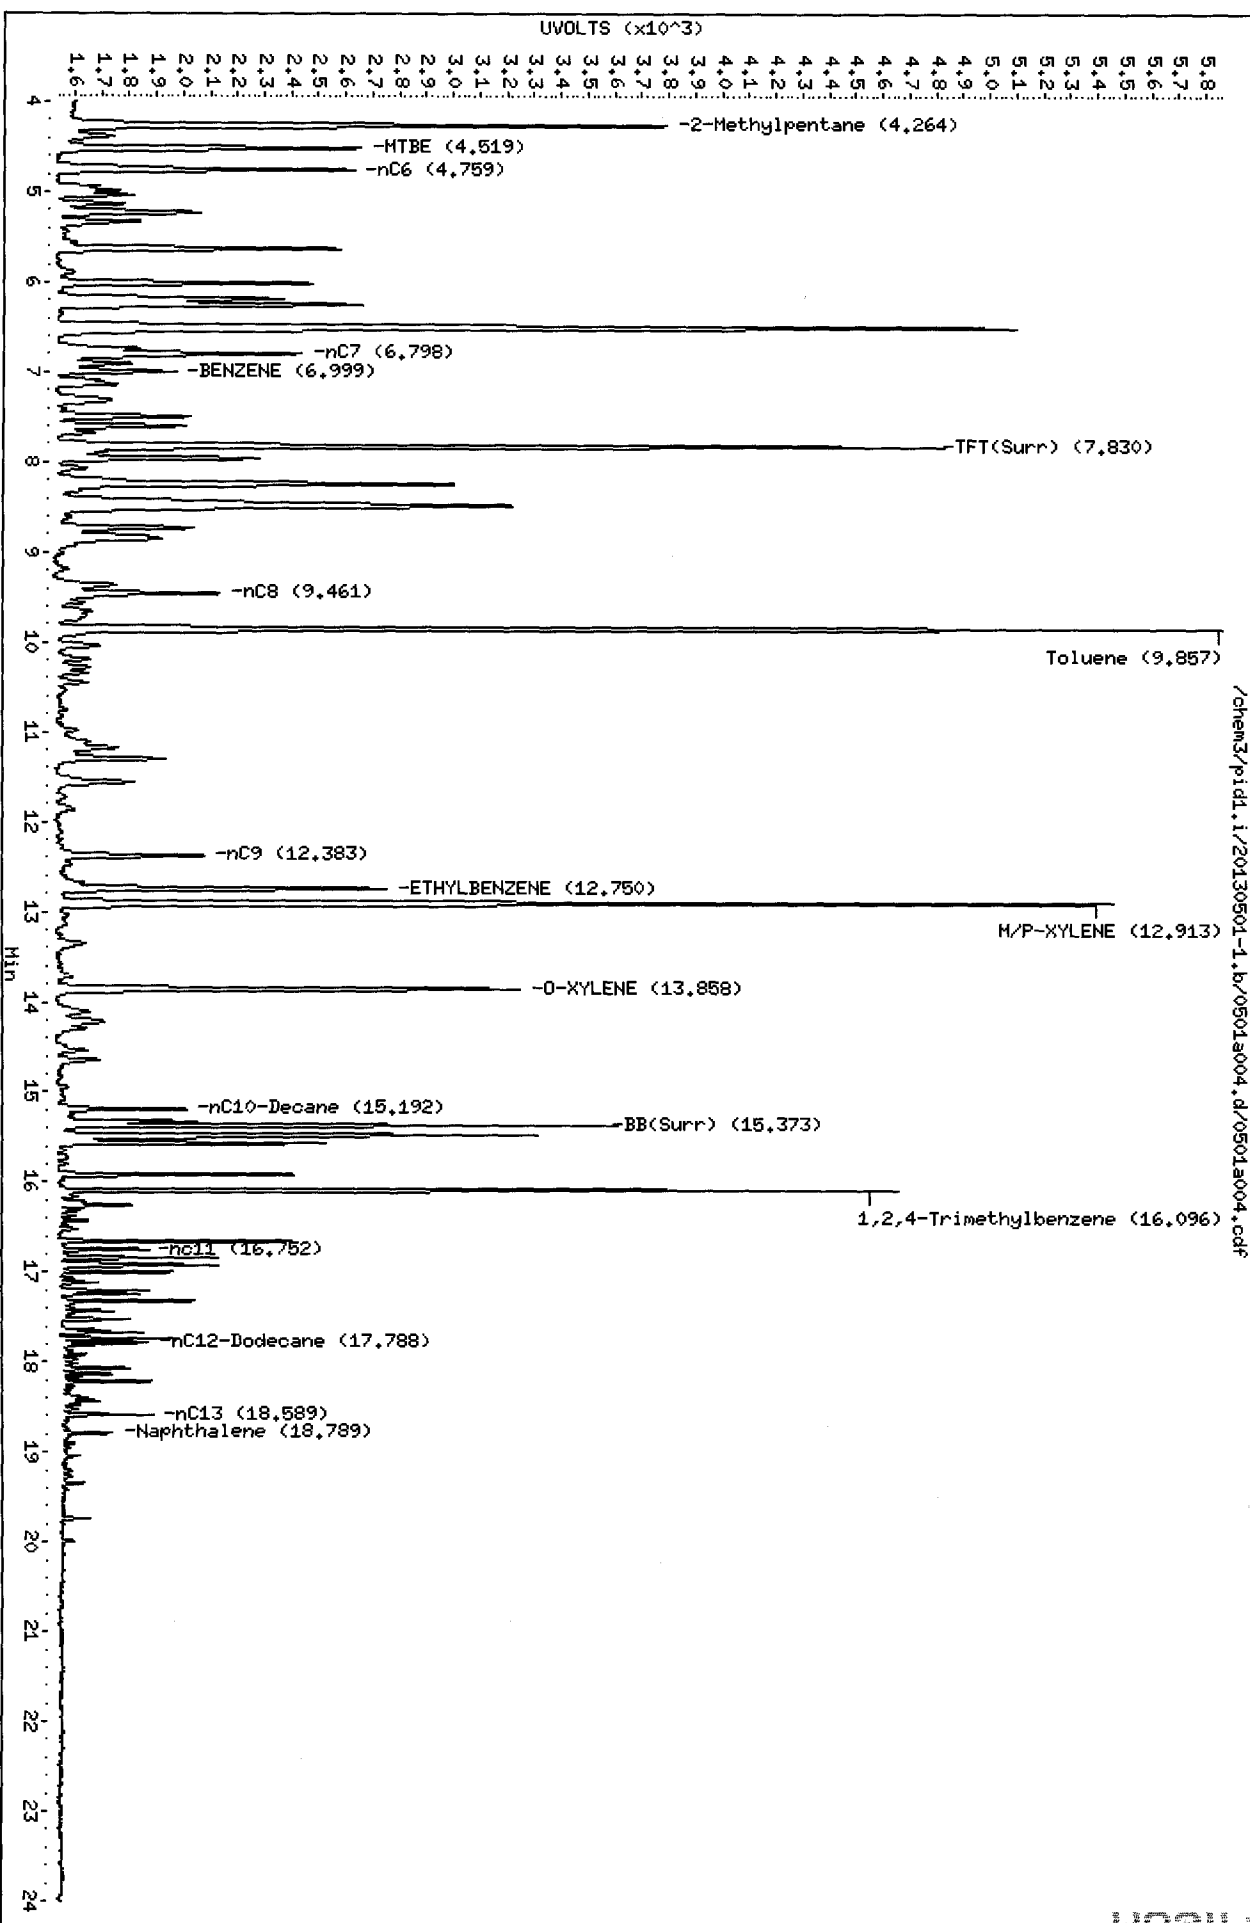 UVOLTS (x10^3)
1.6
1.7
1.8
1.9
2.0
2.1
2.2
2.3
2.4
2.5
2.6
2.7
2.8
2.9
3.0
3.1
3.2
3.3
3.4
3.5
3.6
3.7
3.8
3.9
4.0
4.1
4.2
4.3
4.4
4.5
4.6
4.7
4.8
4.9
5.0
5.1
5.2
5.3
5.4
5.5
5.6
5.7
5.8
4
-2-Methylpentane (4.264)
-MTBE (4.519)
-nC6 (4.759)
5
6
-nC7 (6.798)
7
-BENZENE (6.999)
-TFT(Surr) (7.830)
8
9
-nC8 (9.461)
10
Toluene (9.857)
/chem3/pid1.i/20130501-1.b/0501a004.d/0501a004.cdf
11
12
-nC9 (12.383)
-ETHYLBENZENE (12.750)
13
M/P-XYLENE (12.913)
Min
-O-XYLENE (13.858)
14
15
-nC10-Decane (15.192)
-BB(Surr) (15.373)
16
1,2,4-Trimethylbenzene (16.096)
-nc11 (16.752)
17
-nC12-Dodecane (17.788)
18
-nC13 (18.589)
-Naphthalene (18.789)
19
20
21
22
23
24